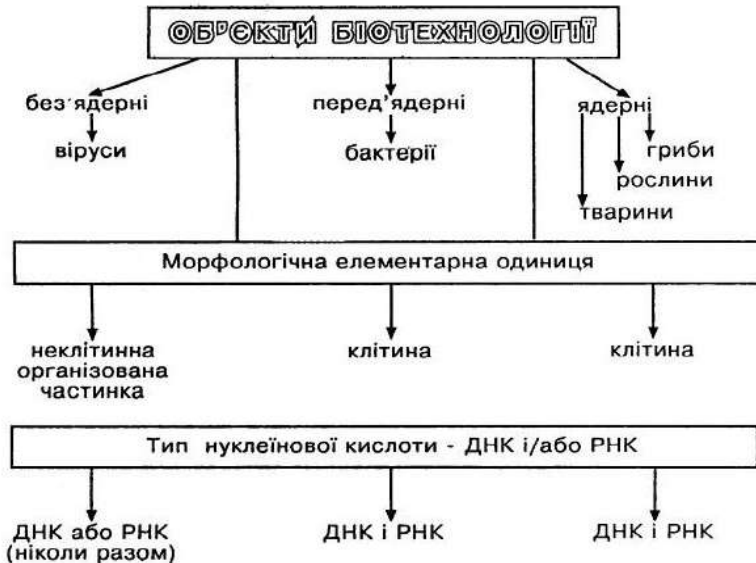 ОБ'ЄКТИ БІОТЕХНОЛОГІЇ
без'ядерні
перед'ядерні
ядерні
віруси
бактерії
гриби
рослини
тварини
Морфологічна елементарна одиниця
неклітинна
організована
частинка
клітина
клітина
Тип нуклеїнової кислоти - ДНК і/або РНК
ДНК або РНК
(ніколи разом)
ДНК і РНК
ДНК і РНК